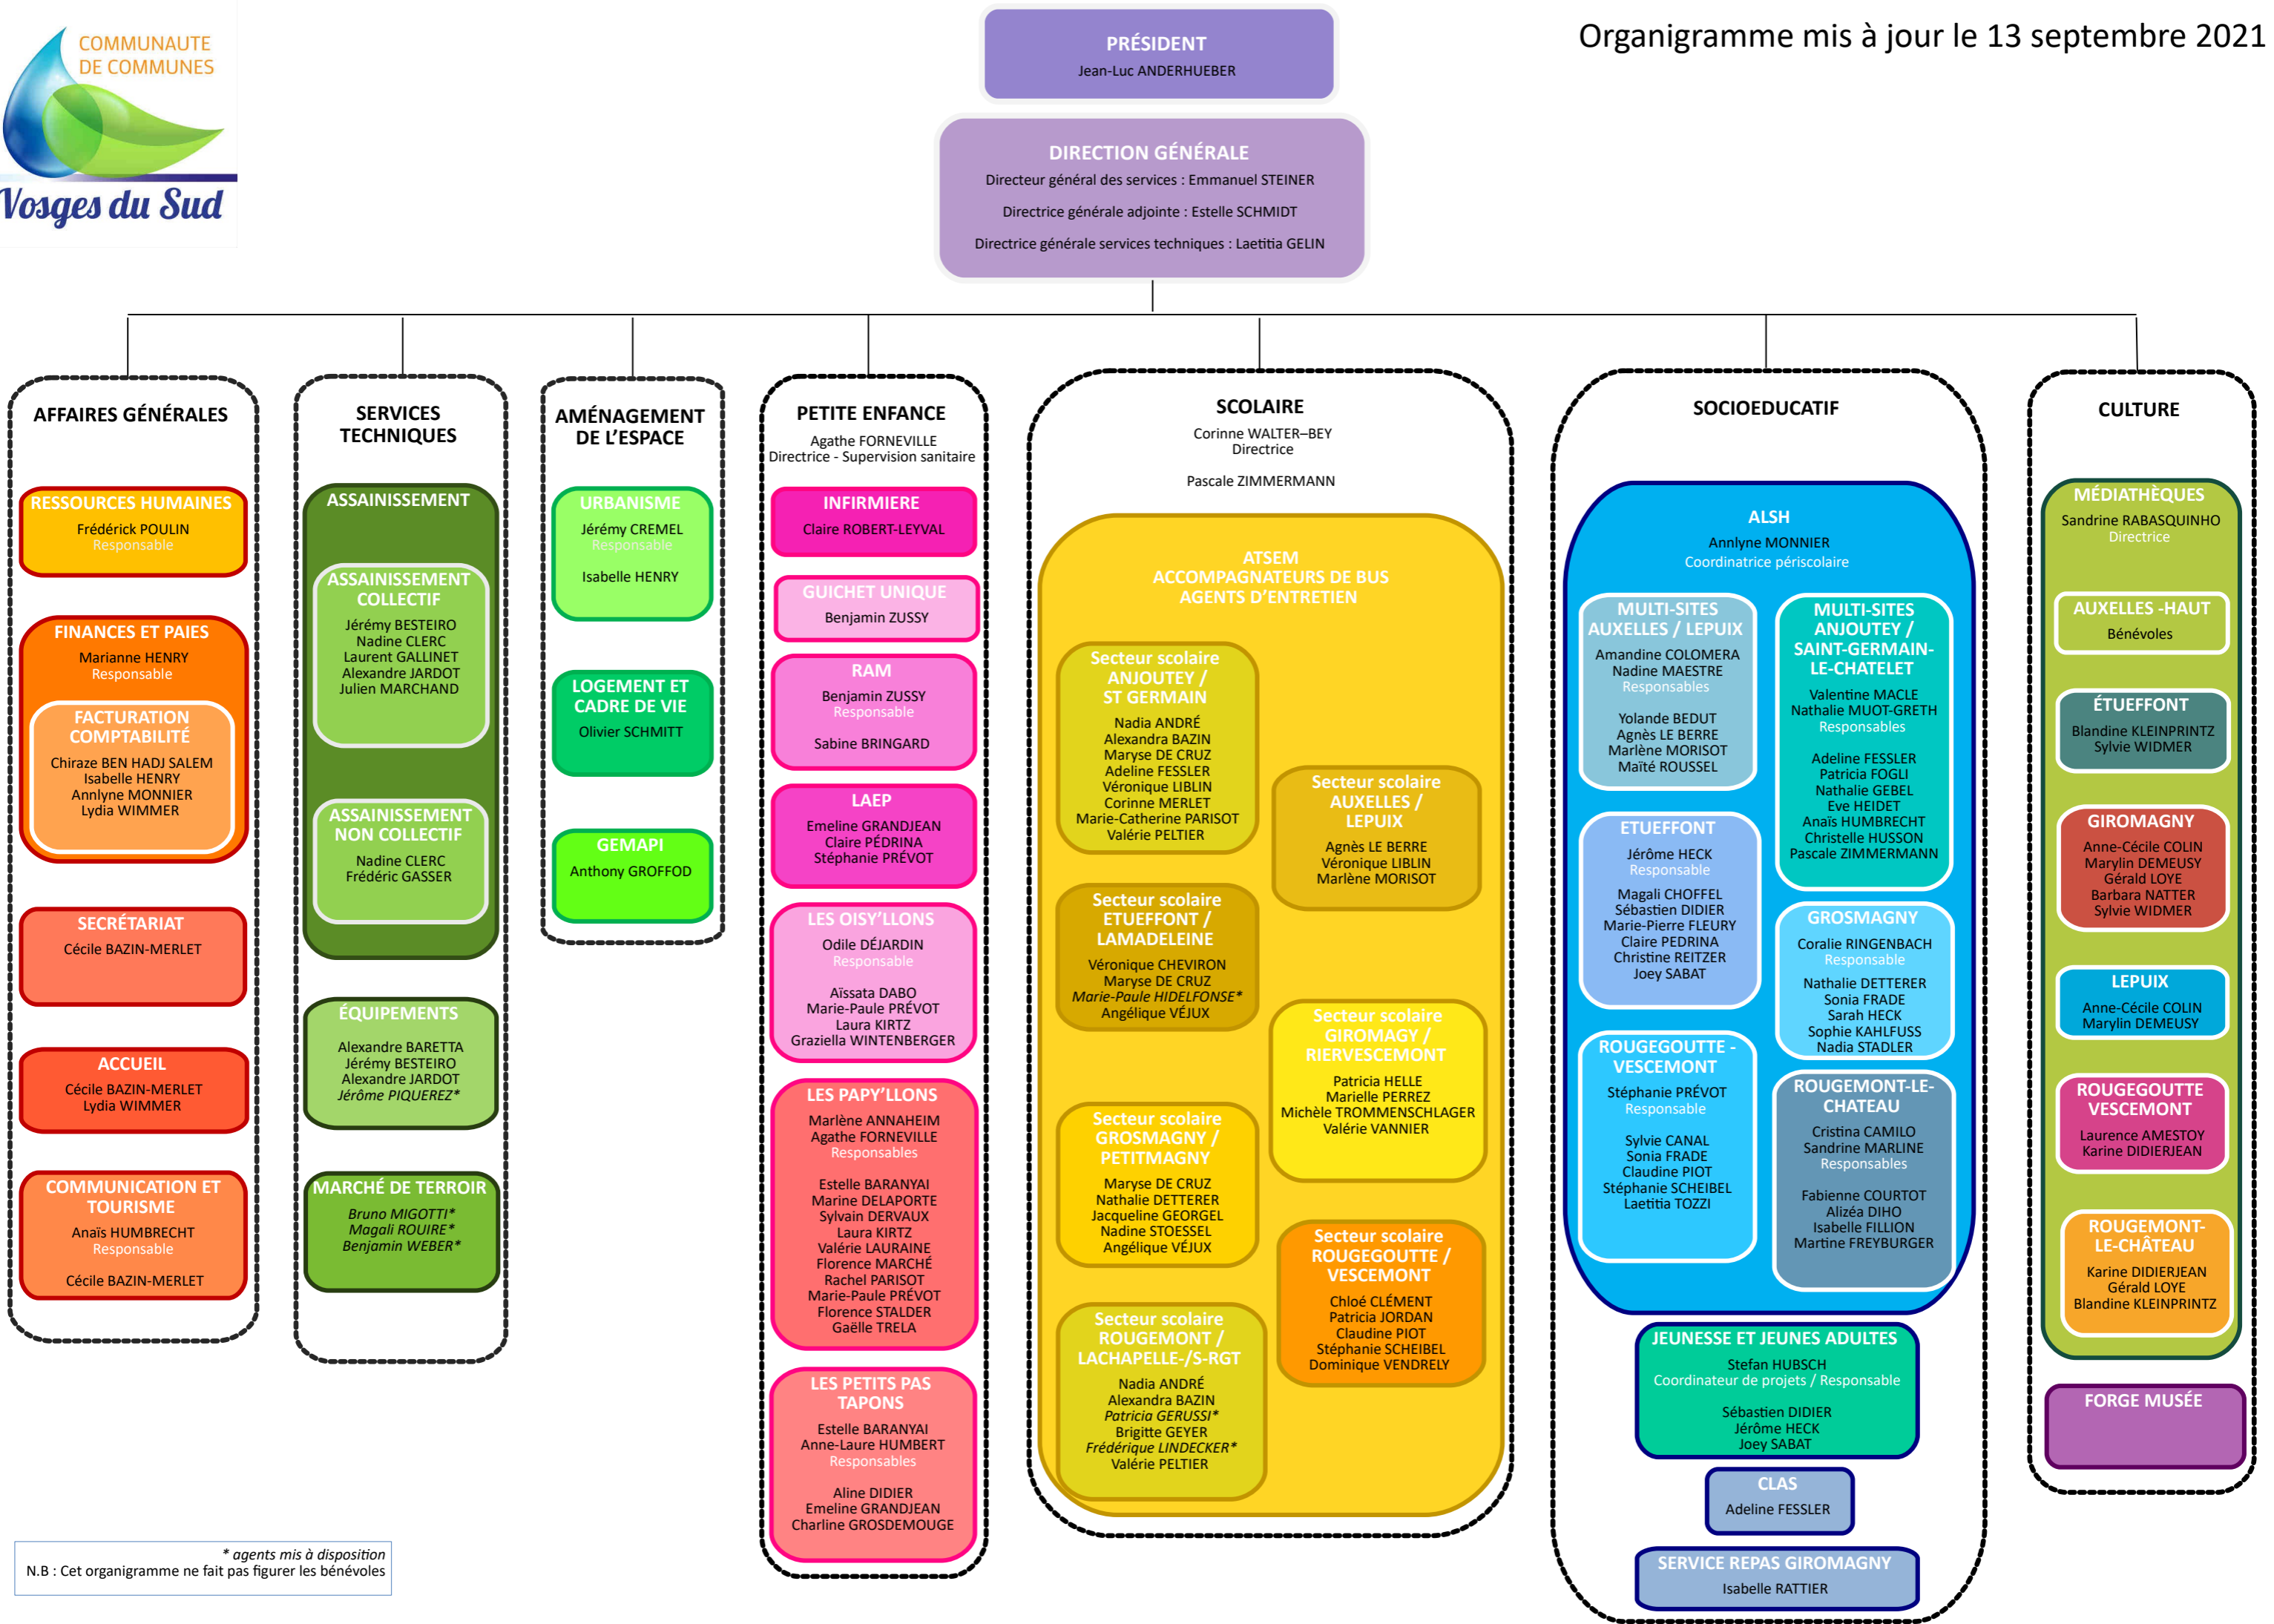 COMMUNAUTE
DE COMMUNES
Vosges du Sud
Organigramme mis à jour le 13 septembre 2021
PRÉSIDENT
Jean-Luc ANDERHUEBER
DIRECTION GÉNÉRALE
Directeur général des services : Emmanuel STEINER
Directrice générale adjointe : Estelle SCHMIDT
Directrice générale services techniques : Laetitia GELIN
AFFAIRES GÉNÉRALES
RESSOURCES HUMAINES
Frédérick POULIN
Responsable
FINANCES ET PAIES
Marianne HENRY
Responsable
FACTURATION
COMPTABILITÉ
Chiraze BEN HADJ SALEM
Isabelle HENRY
Annlyne MONNIER
Lydia WIMMER
SECRÉTARIAT
Cécile BAZIN-MERLET
ACCUEIL
Cécile BAZIN-MERLET
Lydia WIMMER
COMMUNICATION ET
TOURISME
Anaïs HUMBRECHT
Responsable
Cécile BAZIN-MERLET
SERVICES
TECHNIQUES
ASSAINISSEMENT
ASSAINISSEMENT
COLLECTIF
Jérémy BESTEIRO
Nadine CLERC
Laurent GALLINET
Alexandre JARDOT
Julien MARCHAND
ASSAINISSEMENT
NON COLLECTIF
Nadine CLERC
Frédéric GASSER
ÉQUIPEMENTS
Alexandre BARETTA
Jérémy BESTEIRO
Alexandre JARDOT
Jérôme PIQUEREZ*
MARCHÉ DE TERROIR
Bruno MIGOTTI*
Magali ROUIRE*
Benjamin WEBER*
AMÉNAGEMENT
DE L'ESPACE
URBANISME
Jérémy CREMEL
Responsable
Isabelle HENRY
LOGEMENT ET
CADRE DE VIE
Olivier SCHMITT
GEMAPI
Anthony GROFFOD
PETITE ENFANCE
Agathe FORNEVILLE
Directrice - Supervision sanitaire
INFIRMIERE
Claire ROBERT-LEYVAL
GUICHET UNIQUE
Benjamin ZUSSY
RAM
Benjamin ZUSSY
Responsable
Sabine BRINGARD
LAEP
Emeline GRANDJEAN
Claire PÉDRINA
Stéphanie PRÉVOT
LES OISY'LLONS
Odile DÉJARDIN
Responsable
Aïssata DABO
Marie-Paule PRÉVOT
Laura KIRTZ
Graziella WINTENBERGER
LES PAPY'LLONS
Marlène ANNAHEIM
Agathe FORNEVILLE
Responsables
Estelle BARANYAI
Marine DELAPORTE
Sylvain DERVAUX
Laura KIRTZ
Valérie LAURAINE
Florence MARCHÉ
Rachel PARISOT
Marie-Paule PRÉVOT
Florence STALDER
Gaëlle TRELA
LES PETITS PAS
TAPONS
Estelle BARANYAI
Anne-Laure HUMBERT
Responsables
Aline DIDIER
Emeline GRANDJEAN
Charline GROSDEMOUGE
SCOLAIRE
Corinne WALTER–BEY
Directrice
Pascale ZIMMERMANN
ATSEM
ACCOMPAGNATEURS DE BUS
AGENTS D'ENTRETIEN
Secteur scolaire
ANJOUTEY /
ST GERMAIN
Nadia ANDRÉ
Alexandra BAZIN
Maryse DE CRUZ
Adeline FESSLER
Véronique LIBLIN
Corinne MERLET
Marie-Catherine PARISOT
Valérie PELTIER
Secteur scolaire
AUXELLES /
LEPUIX
Agnès LE BERRE
Véronique LIBLIN
Marlène MORISOT
Secteur scolaire
ETUEFFONT /
LAMADELEINE
Véronique CHEVIRON
Maryse DE CRUZ
Marie-Paule HIDELFONSE*
Angélique VÉJUX
Secteur scolaire
GIROMAGY /
RIERVESCEMONT
Patricia HELLE
Marielle PERREZ
Michèle TROMMENSCHLAGER
Valérie VANNIER
Secteur scolaire
GROSMAGNY /
PETITMAGNY
Maryse DE CRUZ
Nathalie DETTERER
Jacqueline GEORGEL
Nadine STOESSEL
Angélique VÉJUX
Secteur scolaire
ROUGEGOUTTE /
VESCEMONT
Chloé CLÉMENT
Patricia JORDAN
Claudine PIOT
Stéphanie SCHEIBEL
Dominique VENDRELY
Secteur scolaire
ROUGEMONT /
LACHAPELLE-/S-RGT
Nadia ANDRÉ
Alexandra BAZIN
Patricia GERUSSI*
Brigitte GEYER
Frédérique LINDECKER*
Valérie PELTIER
SOCIOEDUCATIF
ALSH
Annlyne MONNIER
Coordinatrice périscolaire
MULTI-SITES
AUXELLES / LEPUIX
Amandine COLOMERA
Nadine MAESTRE
Responsables
Yolande BEDUT
Agnès LE BERRE
Marlène MORISOT
Maïté ROUSSEL
MULTI-SITES
ANJOUTEY /
SAINT-GERMAIN-
LE-CHATELET
Valentine MACLE
Nathalie MUOT-GRETH
Responsables
Adeline FESSLER
Patricia FOGLI
Nathalie GEBEL
Eve HEIDET
Anaïs HUMBRECHT
Christelle HUSSON
Pascale ZIMMERMANN
ETUEFFONT
Jérôme HECK
Responsable
Magali CHOFFEL
Sébastien DIDIER
Marie-Pierre FLEURY
Claire PEDRINA
Christine REITZER
Joey SABAT
GROSMAGNY
Coralie RINGENBACH
Responsable
Nathalie DETTERER
Sonia FRADE
Sarah HECK
Sophie KAHLFUSS
Nadia STADLER
ROUGEGOUTTE -
VESCEMONT
Stéphanie PRÉVOT
Responsable
Sylvie CANAL
Sonia FRADE
Claudine PIOT
Stéphanie SCHEIBEL
Laetitia TOZZI
ROUGEMONT-LE-
CHATEAU
Cristina CAMILO
Sandrine MARLINE
Responsables
Fabienne COURTOT
Alizéa DIHO
Isabelle FILLION
Martine FREYBURGER
JEUNESSE ET JEUNES ADULTES
Stefan HUBSCH
Coordinateur de projets / Responsable
Sébastien DIDIER
Jérôme HECK
Joey SABAT
CLAS
Adeline FESSLER
SERVICE REPAS GIROMAGNY
Isabelle RATTIER
CULTURE
MÉDIATHÈQUES
Sandrine RABASQUINHO
Directrice
AUXELLES -HAUT
Bénévoles
ÉTUEFFONT
Blandine KLEINPRINTZ
Sylvie WIDMER
GIROMAGNY
Anne-Cécile COLIN
Marylin DEMEUSY
Gérald LOYE
Barbara NATTER
Sylvie WIDMER
LEPUIX
Anne-Cécile COLIN
Marylin DEMEUSY
ROUGEGOUTTE
VESCEMONT
Laurence AMESTOY
Karine DIDIERJEAN
ROUGEMONT-
LE-CHÂTEAU
Karine DIDIERJEAN
Gérald LOYE
Blandine KLEINPRINTZ
FORGE MUSÉE
* agents mis à disposition
N.B : Cet organigramme ne fait pas figurer les bénévoles